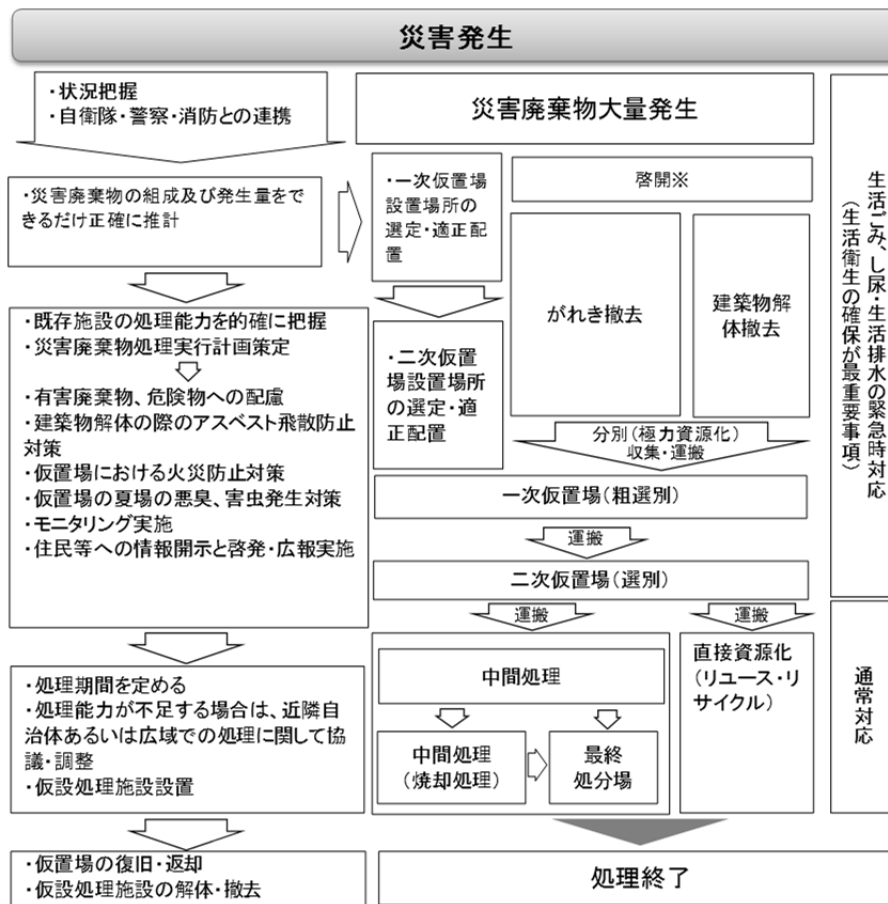 災害発生
・状況把握
・自衛隊・警察・消防との連携
災害廃棄物大量発生
・災害廃棄物の組成及び発生量をで
きるだけ正確に推計
・一次仮置場
設置場所の
選定・適正配
置
啓開※
がれき撤去
建築物解
体撤去
・二次仮置
場設置場所
の選定・適
正配置
・既存施設の処理能力を的確に把握
・災害廃棄物処理実行計画策定
・有害廃棄物、危険物への配慮
・建築物解体の際のアスベスト飛散防止
対策
・仮置場における火災防止対策
・仮置場の夏場の悪臭、害虫発生対策
・モニタリング実施
・住民等への情報開示と啓発・広報実施
分別(極力資源化)
収集・運搬
一次仮置場(粗選別)
運搬
二次仮置場(選別)
運搬
運搬
・処理期間を定める
・処理能力が不足する場合は、近隣自
治体あるいは広域での処理に関して協
議・調整
・仮設処理施設設置
中間処理
中間処理
(焼却処理)
最終
処分場
直接資源化
(リユース・リ
サイクル)
・仮置場の復旧・返却
・仮設処理施設の解体・撤去
処理終了
生活ごみ、し尿・生活排水の緊急時対応
(生活衛生の確保が最重要事項)
通常対応